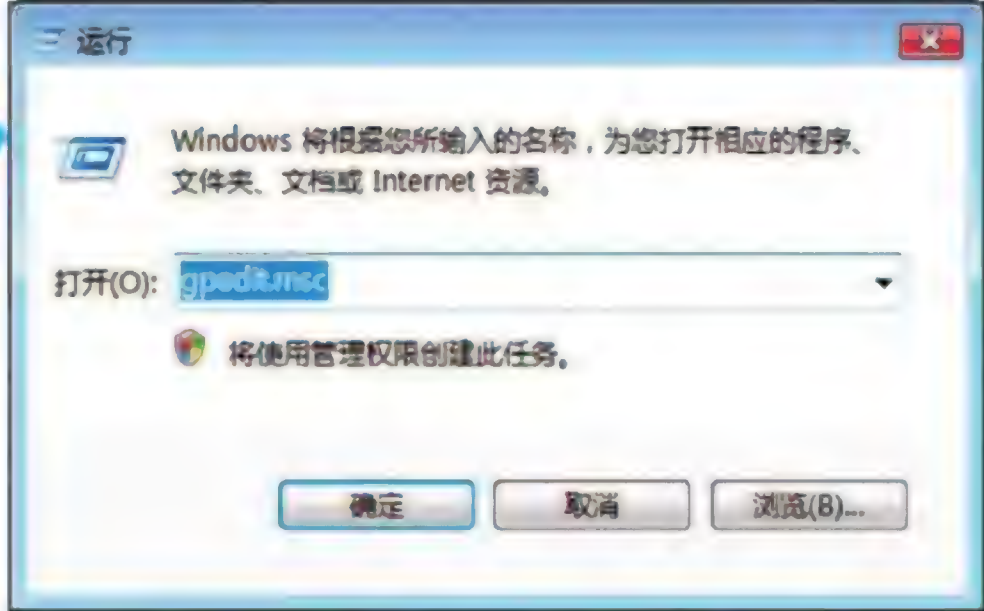 运行
Windows 将根据您所输入的名称，为您打开相应的程序、
文件夹、文档或 Internet 资源。
打开(O): gpedit.msc
将使用管理权限创建此任务。
确定 取消 浏览(B)...